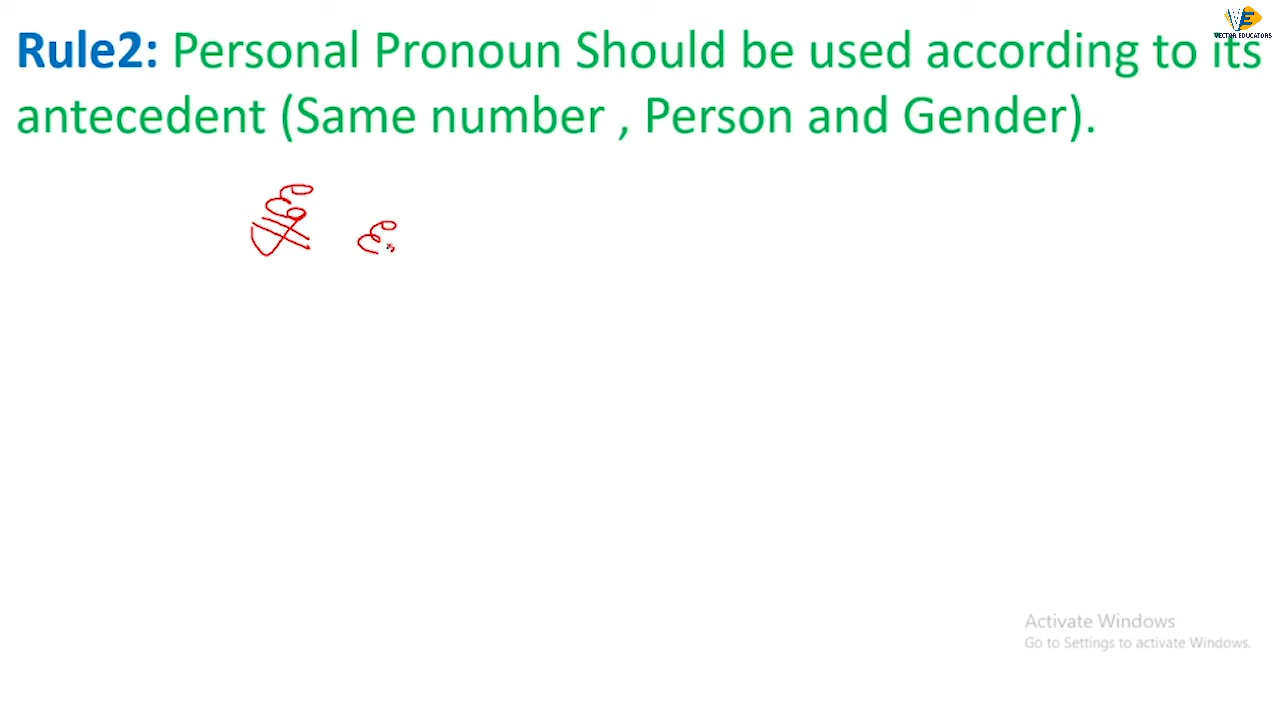 VE
VECTOR EDUCATORS
Rule2: Personal Pronoun Should be used according to its
antecedent (Same number , Person and Gender).
Activate Windows
Go to Settings to activate Windows.